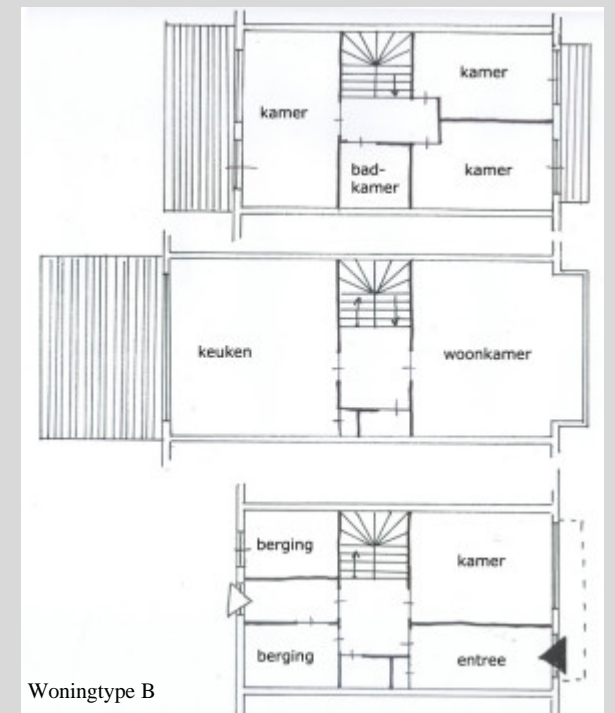 kamer
kamer
bad-
kamer
kamer
keuken
woonkamer
berging
kamer
berging
entree
Woningtype B